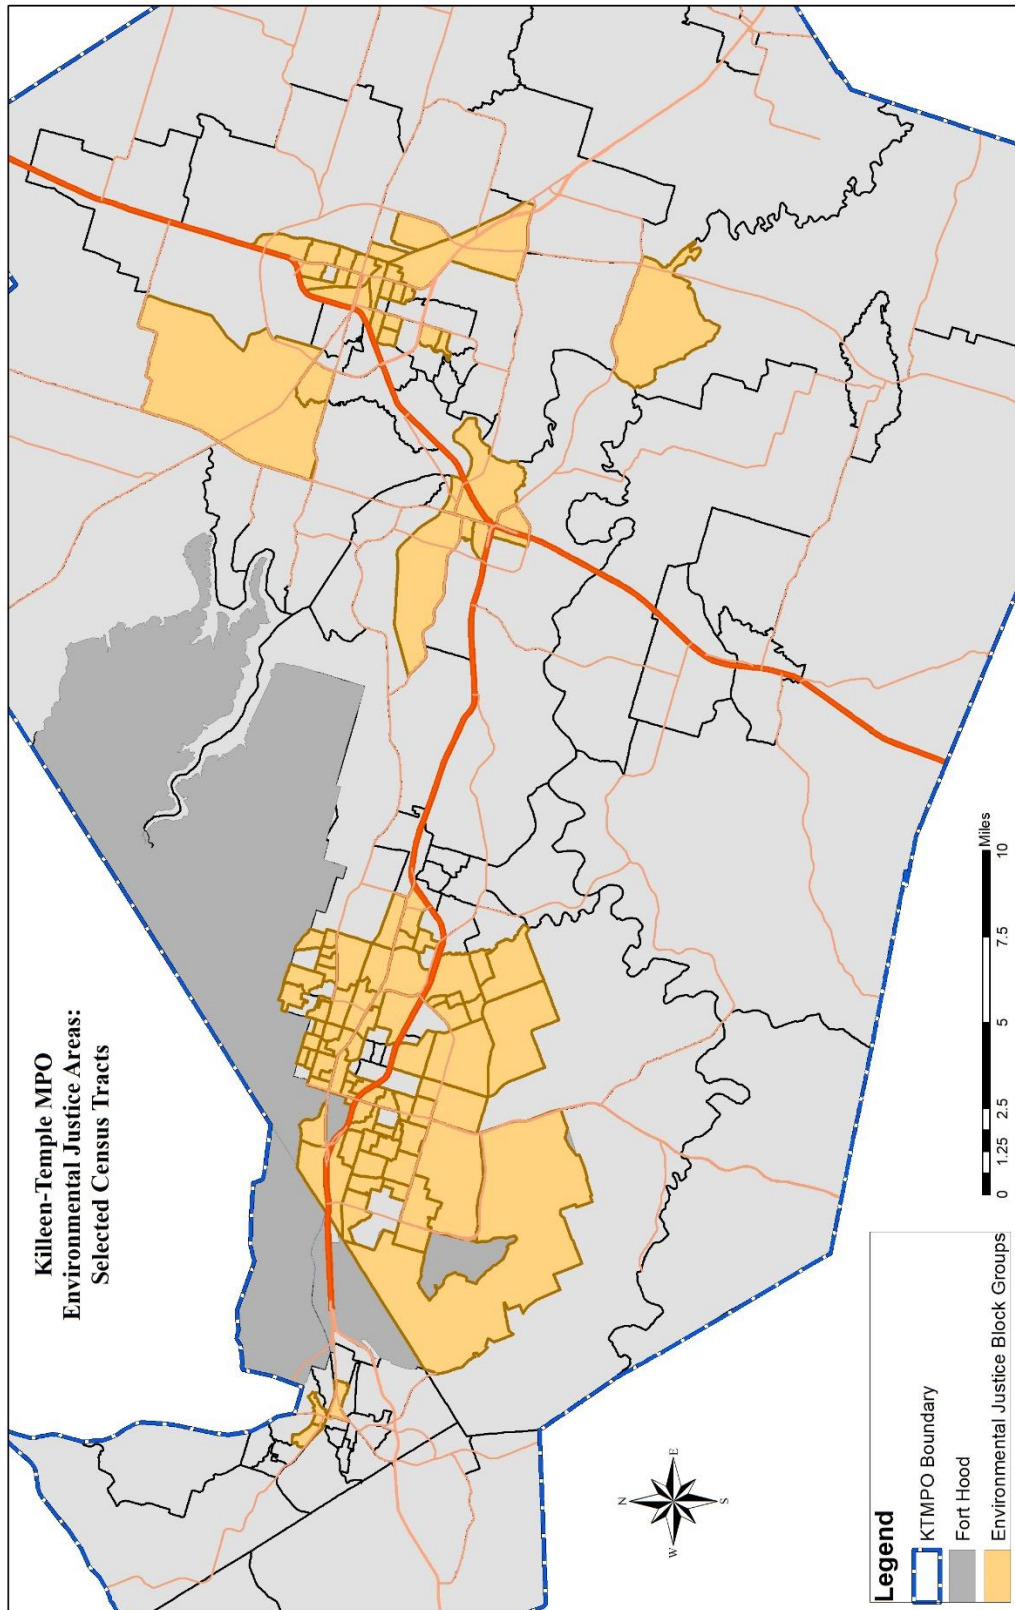 Killeen-Temple MPO
Environmental Justice Areas:
Selected Census Tracts
N
W
E
S
0
1.25
2.5
5
7.5
10
Miles
Legend
KTMPO Boundary
Fort Hood
Environmental Justice Block Groups